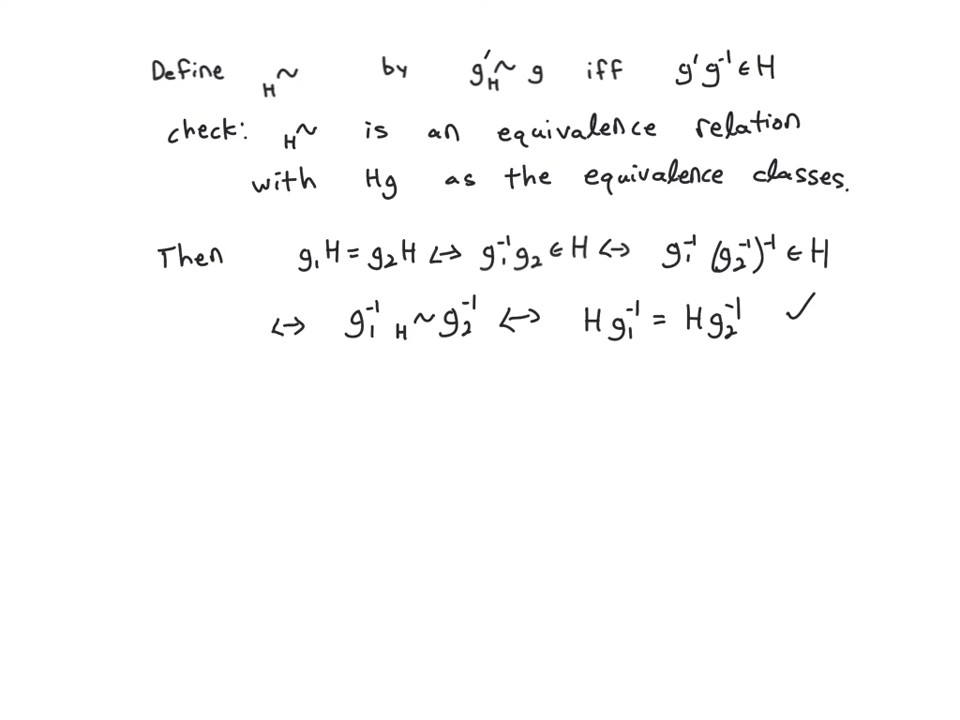 Define H~ by g'H~ g iff g'g⁻¹ ∈ H
check: H~ is an equivalence relation
with Hg as the equivalence classes.
Then g₁H = g₂H ↔ g₁⁻¹g₂ ∈ H ↔ g₁⁻¹(g₂⁻¹)⁻¹ ∈ H
↔ g₁⁻¹ H~ g₂⁻¹ ↔ Hg₁⁻¹ = Hg₂⁻¹ ✓